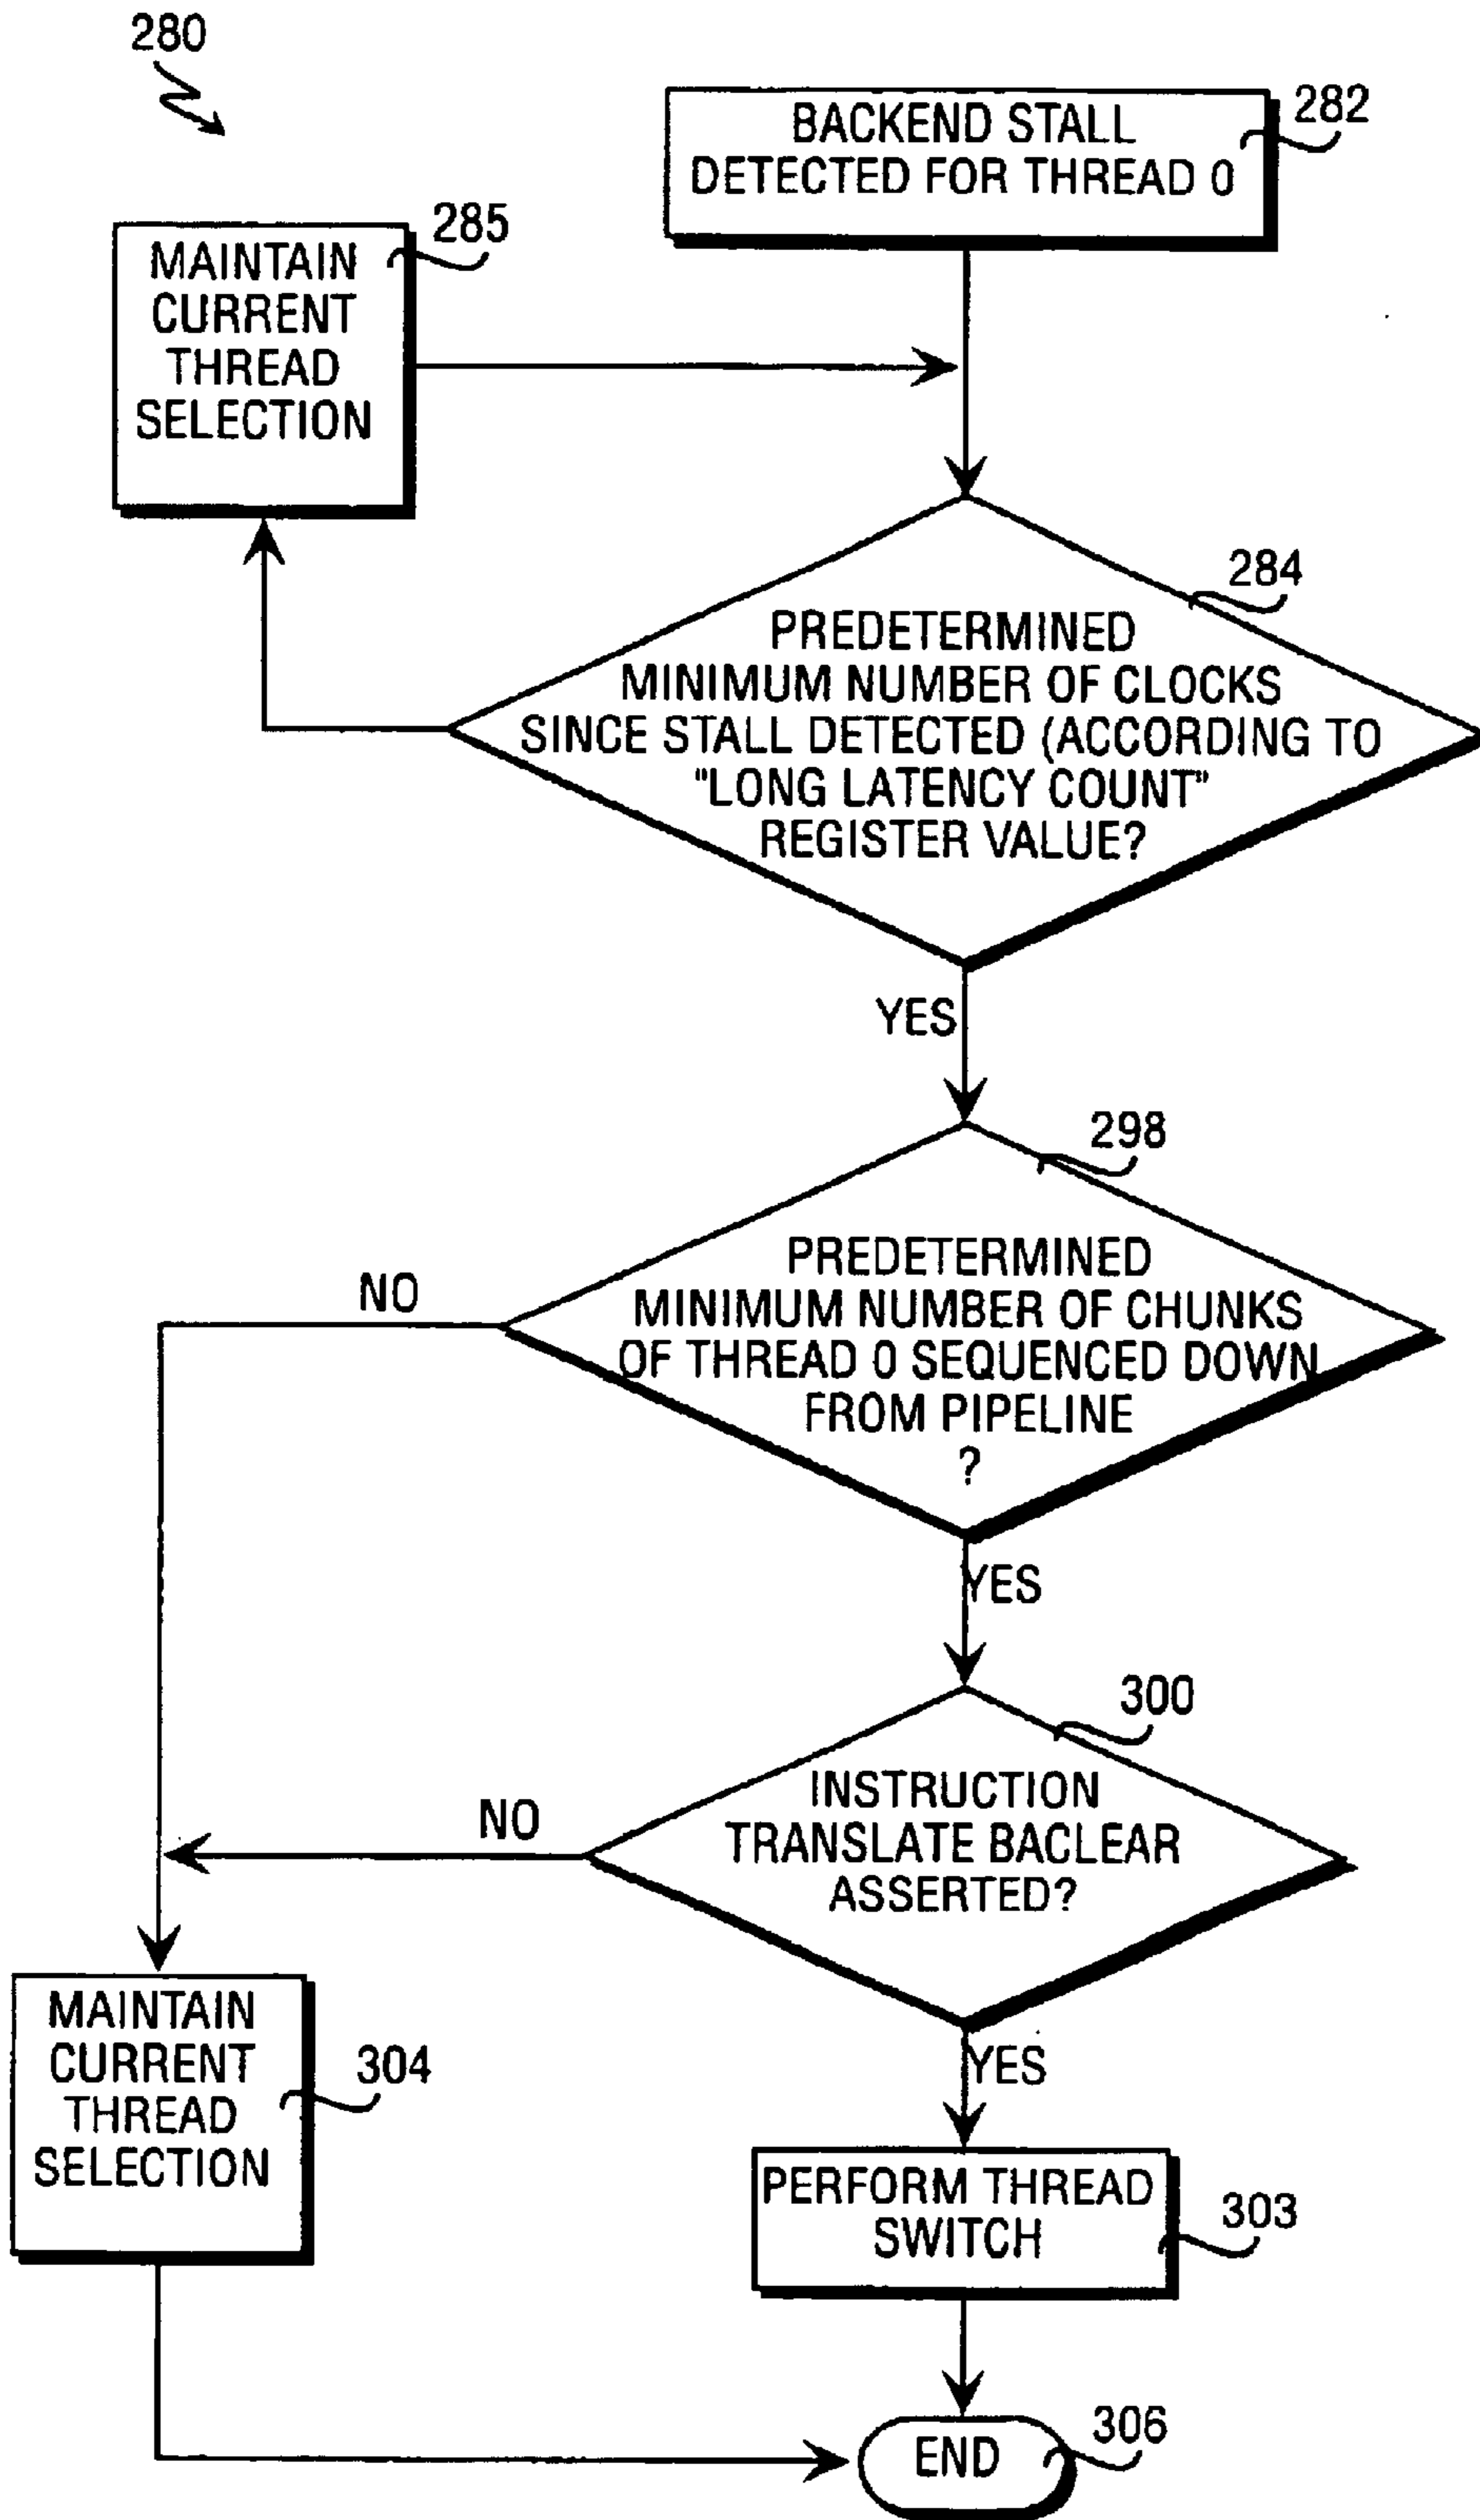 280
BACKEND STALL
DETECTED FOR THREAD 0
282
MAINTAIN
CURRENT
THREAD
SELECTION
285
PREDETERMINED
MINIMUM NUMBER OF CLOCKS
SINCE STALL DETECTED (ACCORDING TO
"LONG LATENCY COUNT"
REGISTER VALUE?
284
YES
298
PREDETERMINED
MINIMUM NUMBER OF CHUNKS
OF THREAD 0 SEQUENCED DOWN
FROM PIPELINE
?
NO
YES
300
INSTRUCTION
TRANSLATE BACLEAR
ASSERTED?
NO
YES
MAINTAIN
CURRENT
THREAD
SELECTION
304
PERFORM THREAD
SWITCH
303
END
306